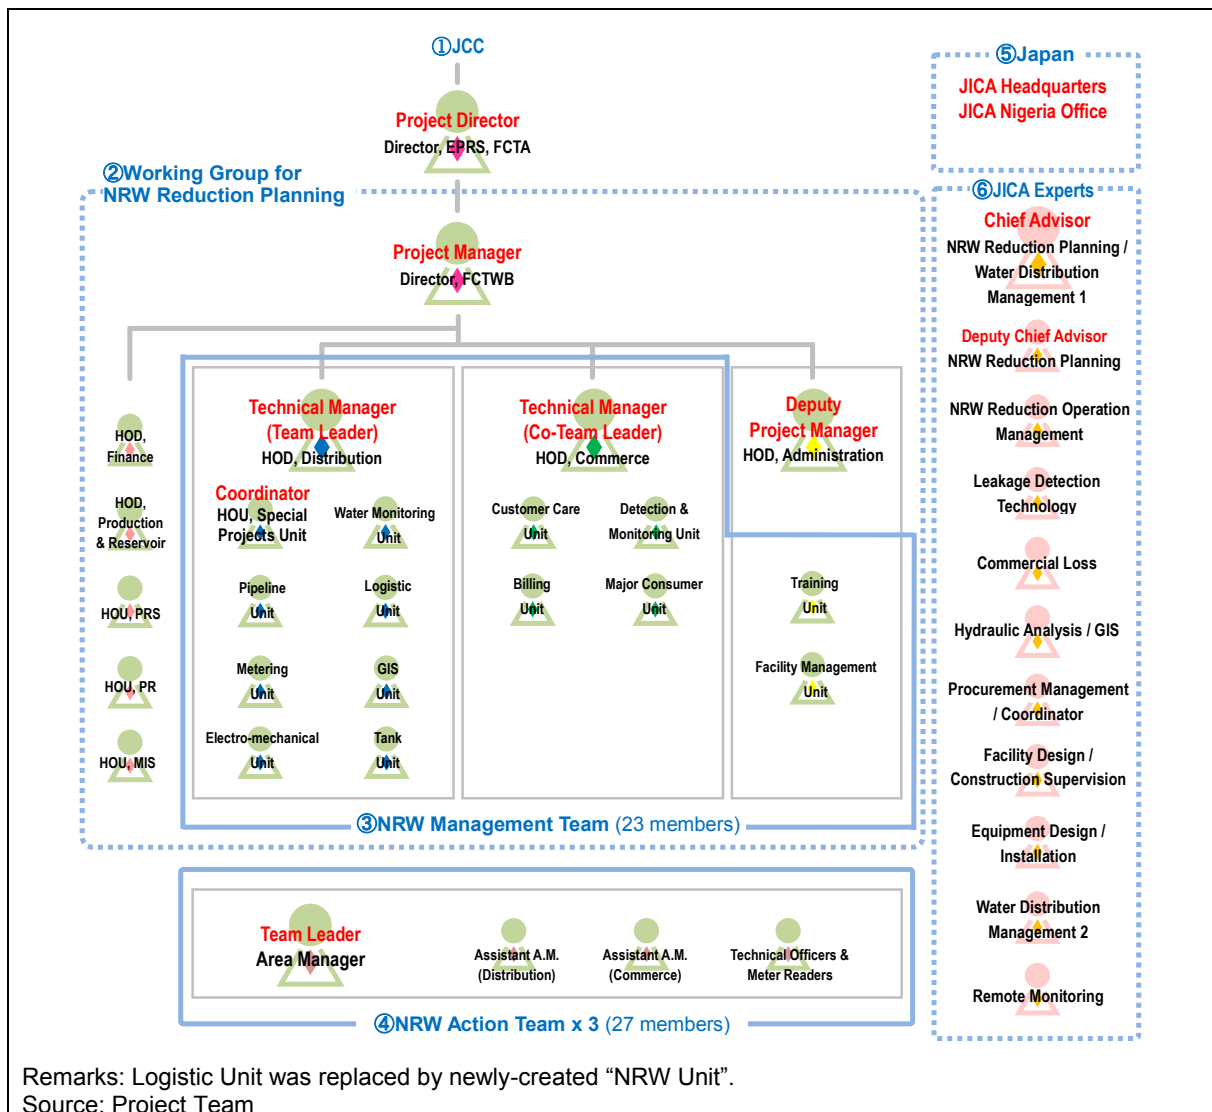 ①JCC
Project Director
Director, EPRS, FCTA
②Working Group for
NRW Reduction Planning
Project Manager
Director, FCTWB
HOD,
Finance
HOD,
Production
& Reservoir
HOU, PRS
HOU, PR
HOU, MIS
Technical Manager
(Team Leader)
HOD, Distribution
Coordinator
HOU, Special
Projects Unit
Water Monitoring
Unit
Pipeline
Unit
Logistic
Unit
Metering
Unit
GIS
Unit
Electro-mechanical
Unit
Tank
Unit
Technical Manager
(Co-Team Leader)
HOD, Commerce
Customer Care
Unit
Detection &
Monitoring Unit
Billing
Unit
Major Consumer
Unit
Deputy
Project Manager
HOD, Administration
Training
Unit
Facility Management
Unit
③NRW Management Team (23 members)
Team Leader
Area Manager
Assistant A.M.
(Distribution)
Assistant A.M.
(Commerce)
Technical Officers &
Meter Readers
④NRW Action Team x 3 (27 members)
⑤Japan
JICA Headquarters
JICA Nigeria Office
⑥JICA Experts
Chief Advisor
NRW Reduction Planning /
Water Distribution
Management 1
Deputy Chief Advisor
NRW Reduction Planning
NRW Reduction Operation
Management
Leakage Detection
Technology
Commercial Loss
Hydraulic Analysis / GIS
Procurement Management
/ Coordinator
Facility Design /
Construction Supervision
Equipment Design /
Installation
Water Distribution
Management 2
Remote Monitoring
Remarks: Logistic Unit was replaced by newly-created “NRW Unit”.
Source: Project Team